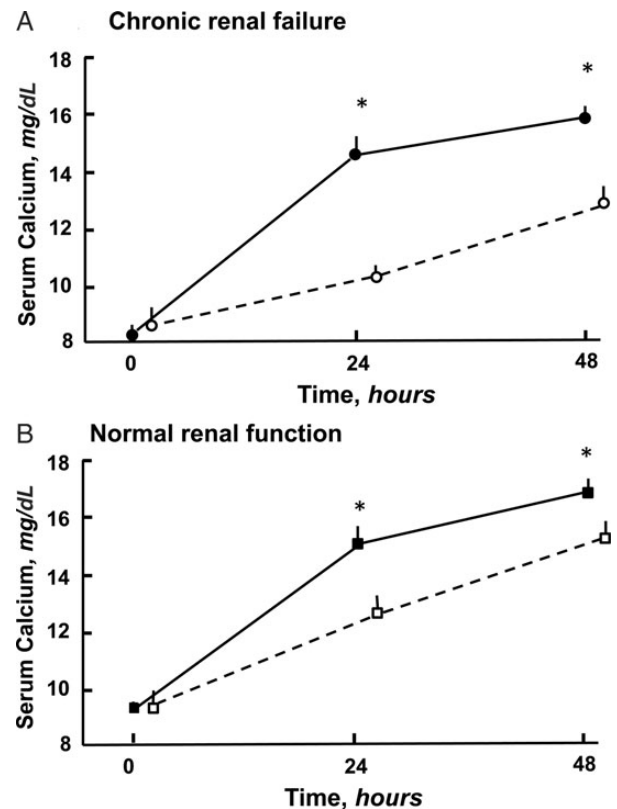 A Chronic renal failure
18
16
14
12
10
8
Serum Calcium, mg/dL
* *
0 24 48
Time, hours
B Normal renal function
18
16
14
12
10
8
Serum Calcium, mg/dL
* *
0 24 48
Time, hours